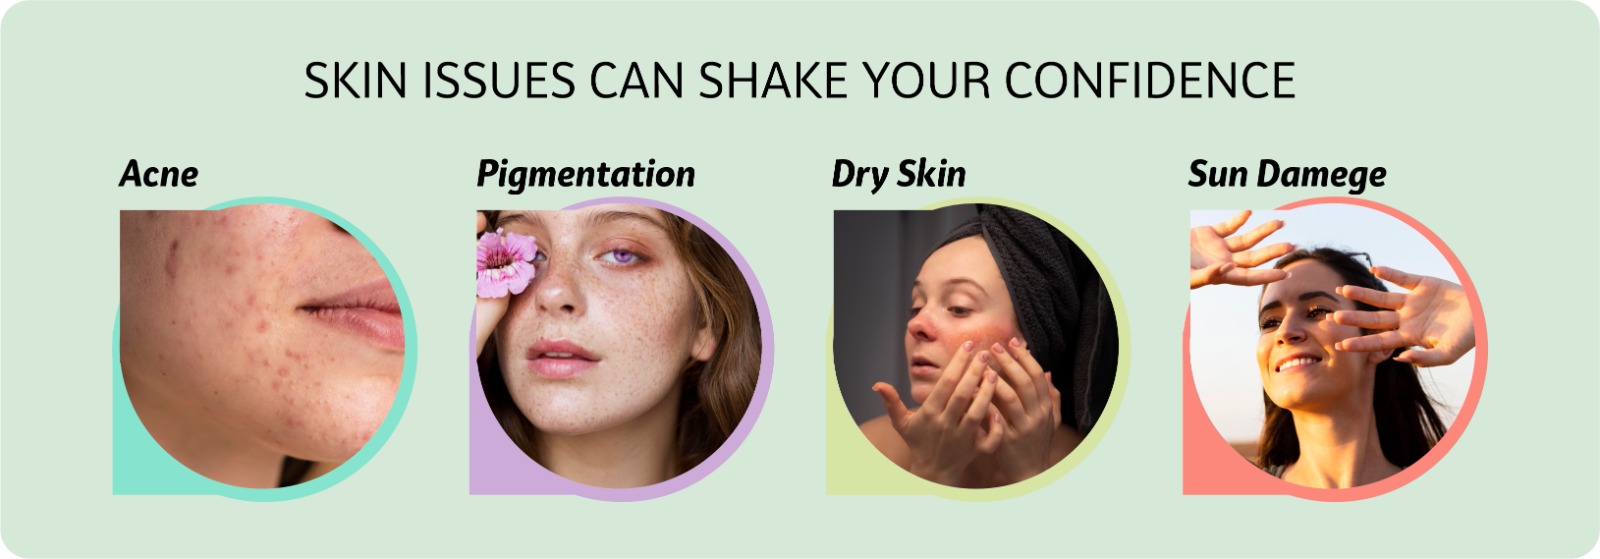 SKIN ISSUES CAN SHAKE YOUR CONFIDENCE
Acne
Pigmentation
Dry Skin
Sun Damege